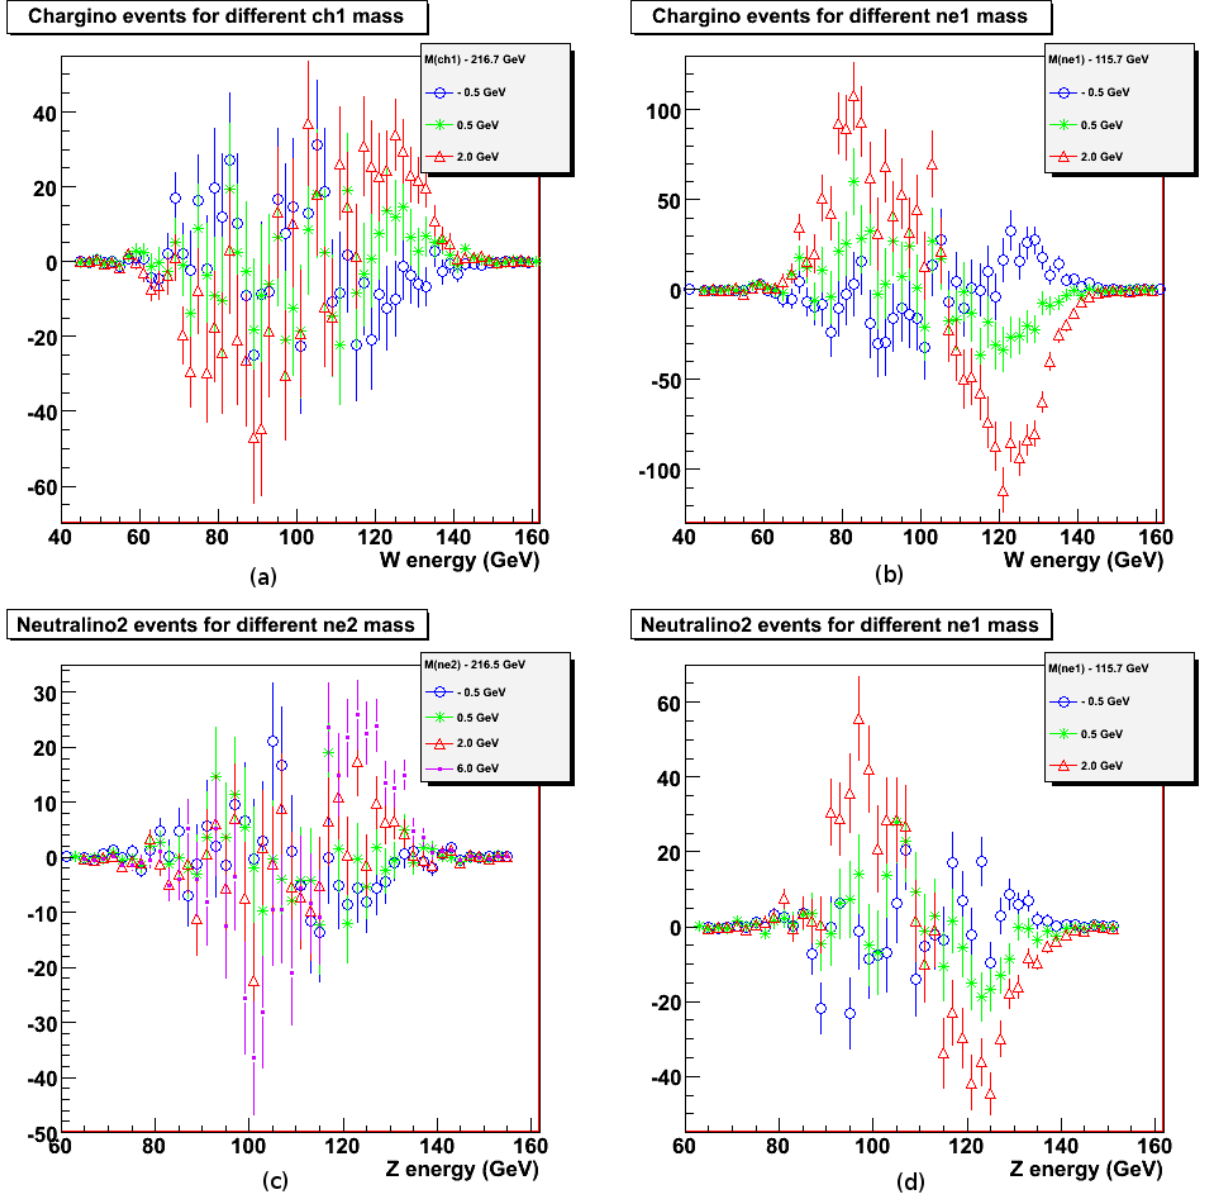 Chargino events for different ch1 mass
M(ch1) - 216.7 GeV
- 0.5 GeV
0.5 GeV
2.0 GeV
40
20
0
-20
-40
-60
40 60 80 100 120 140 160
W energy (GeV)
(a)
Chargino events for different ne1 mass
M(ne1) - 115.7 GeV
- 0.5 GeV
0.5 GeV
2.0 GeV
100
50
0
-50
-100
40 60 80 100 120 140 160
W energy (GeV)
(b)
Neutralino2 events for different ne2 mass
M(ne2) - 216.5 GeV
- 0.5 GeV
0.5 GeV
2.0 GeV
6.0 GeV
30
20
10
0
-10
-20
-30
-40
-50
60 80 100 120 140 160
Z energy (GeV)
(c)
Neutralino2 events for different ne1 mass
M(ne1) - 115.7 GeV
- 0.5 GeV
0.5 GeV
2.0 GeV
60
40
20
0
-20
-40
60 80 100 120 140 160
Z energy (GeV)
(d)